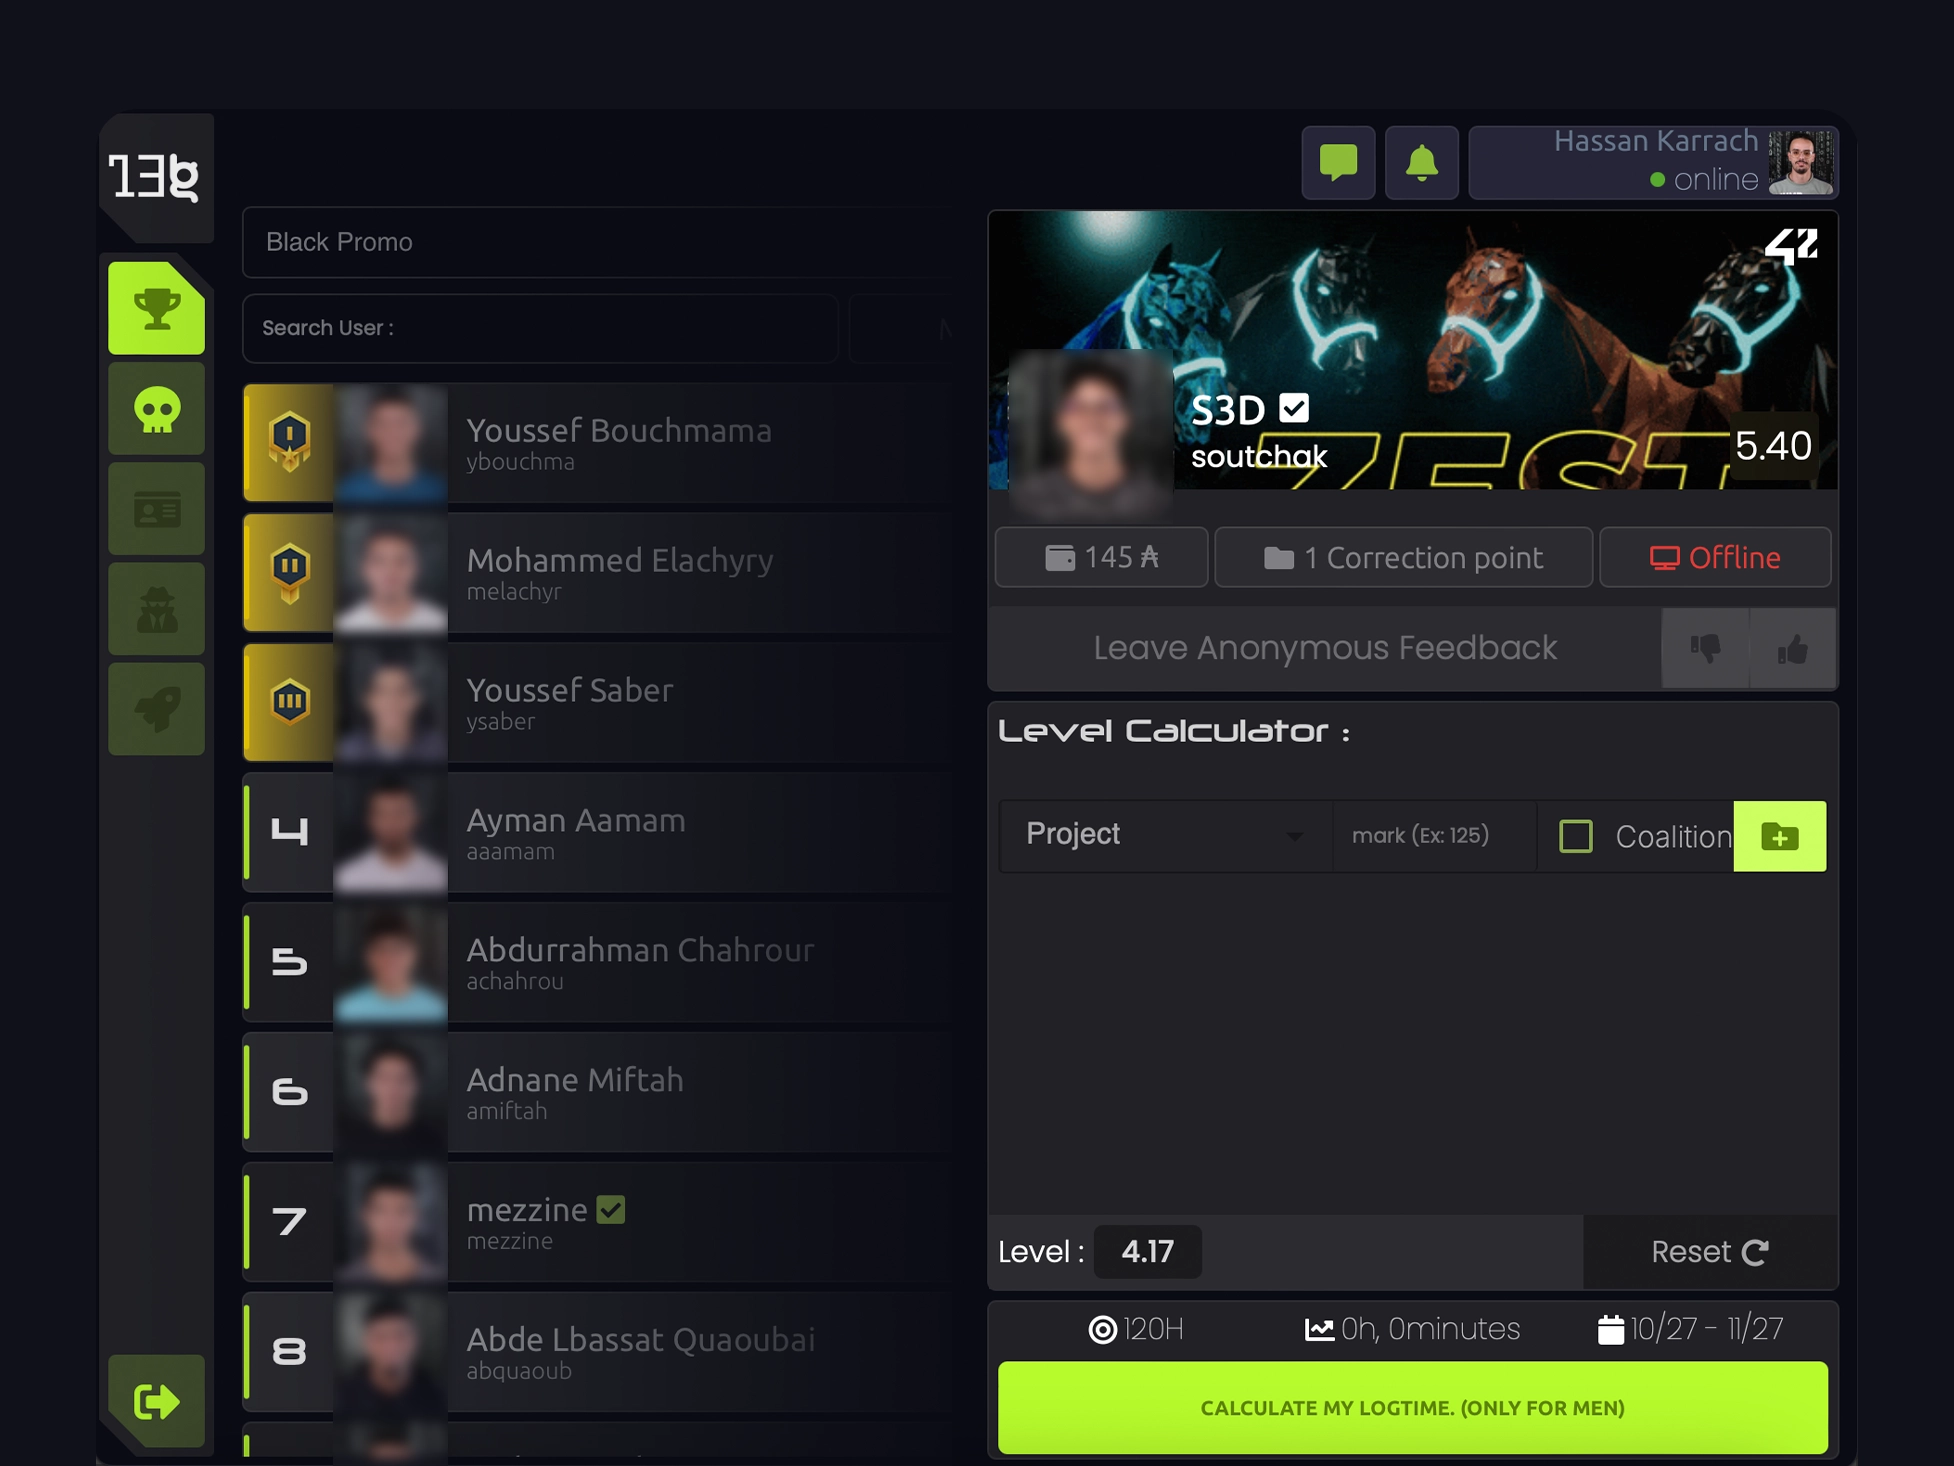 13g
Hassan Karrach
online
Black Promo
Search User :
I
Youssef Bouchmama
ybouchma
II
Mohammed Elachyry
melachyr
III
Youssef Saber
ysaber
4
Ayman Aamam
aaamam
5
Abdurrahman Chahrour
achahrou
6
Adnane Miftah
amiftah
7
mezzine
mezzine
8
Abde Lbassat Quaoubai
abquaoub
42
S3D
soutchak
ZEST
5.40
145 ₳
1 Correction point
Offline
Leave Anonymous Feedback
Level Calculator :
Project
mark (Ex: 125)
Coalition
Level : 4.17
Reset
120H
0h, 0minutes
10/27 - 11/27
CALCULATE MY LOGTIME. (ONLY FOR MEN)